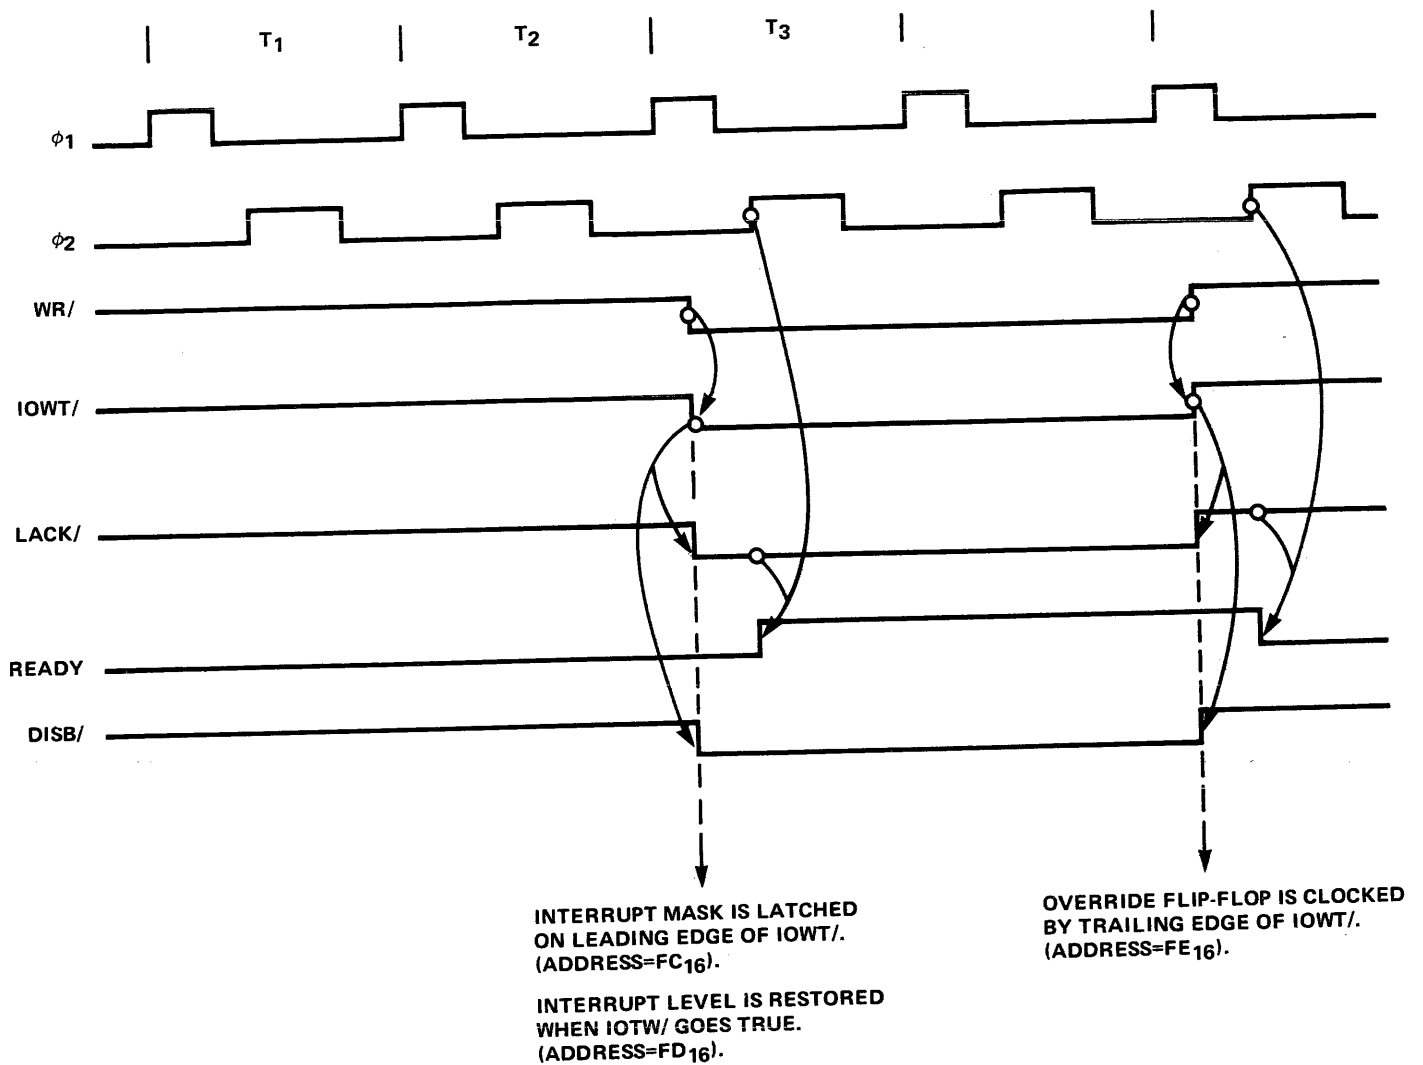 T1 T2 T3
φ1
φ2
WR/
IOWT/
LACK/
READY
DISB/
INTERRUPT MASK IS LATCHED
ON LEADING EDGE OF IOWT/.
(ADDRESS=FC16).
INTERRUPT LEVEL IS RESTORED
WHEN IOTW/ GOES TRUE.
(ADDRESS=FD16).
OVERRIDE FLIP-FLOP IS CLOCKED
BY TRAILING EDGE OF IOWT/.
(ADDRESS=FE16).